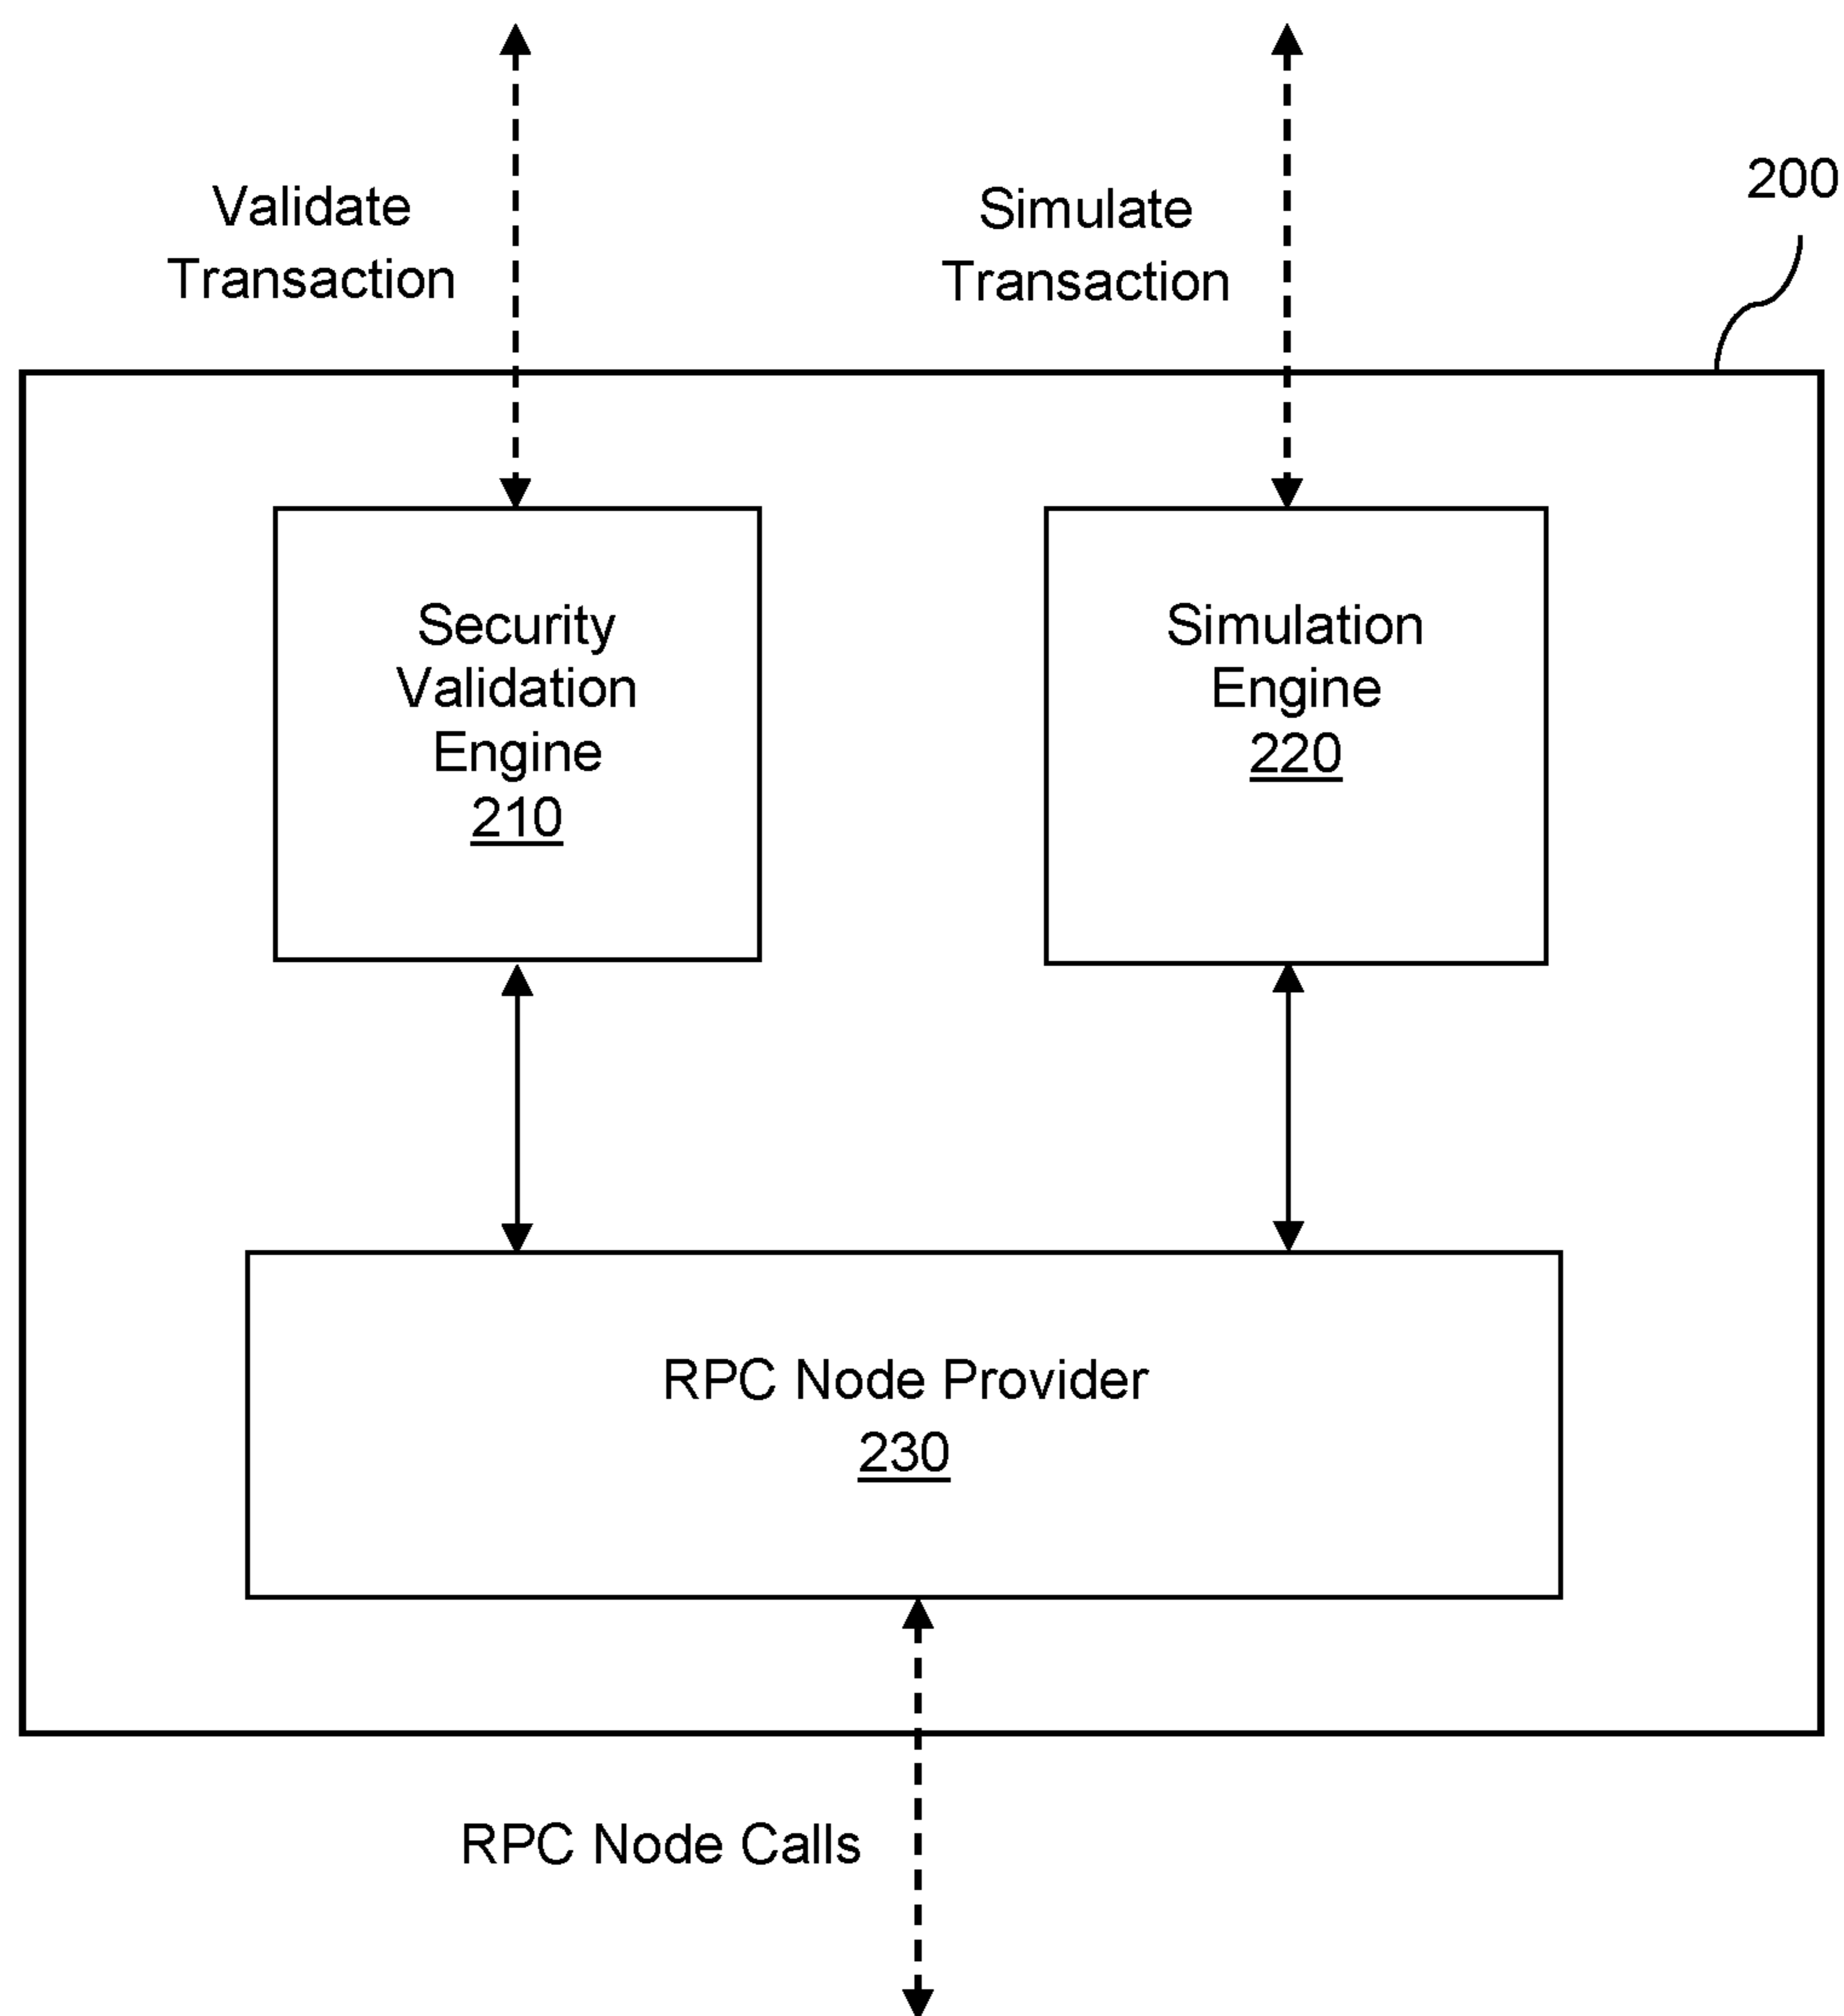 Validate
Transaction
Simulate
Transaction
200
Security
Validation
Engine
210
Simulation
Engine
220
RPC Node Provider
230
RPC Node Calls